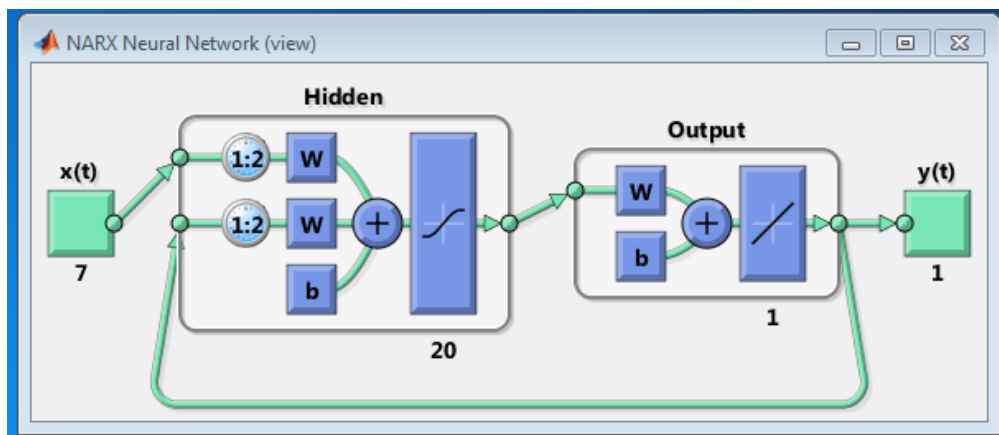 NARX Neural Network (view)
Hidden
Output
x(t)
1:2
W
1:2
W
b
+
W
b
+
y(t)
7
20
1
1